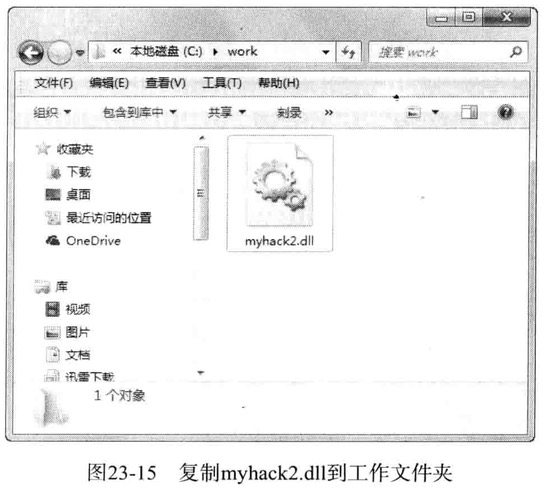 « 本地磁盘 (C:) ▸ work
搜索 work
文件(F) 编辑(E) 查看(V) 工具(T) 帮助(H)
组织 包含到库中 共享 刻录 »
收藏夹
下载
桌面
最近访问的位置
OneDrive
库
视频
图片
文档
迅雷下载
myhack2.dll
1 个对象
图23-15 复制myhack2.dll到工作文件夹